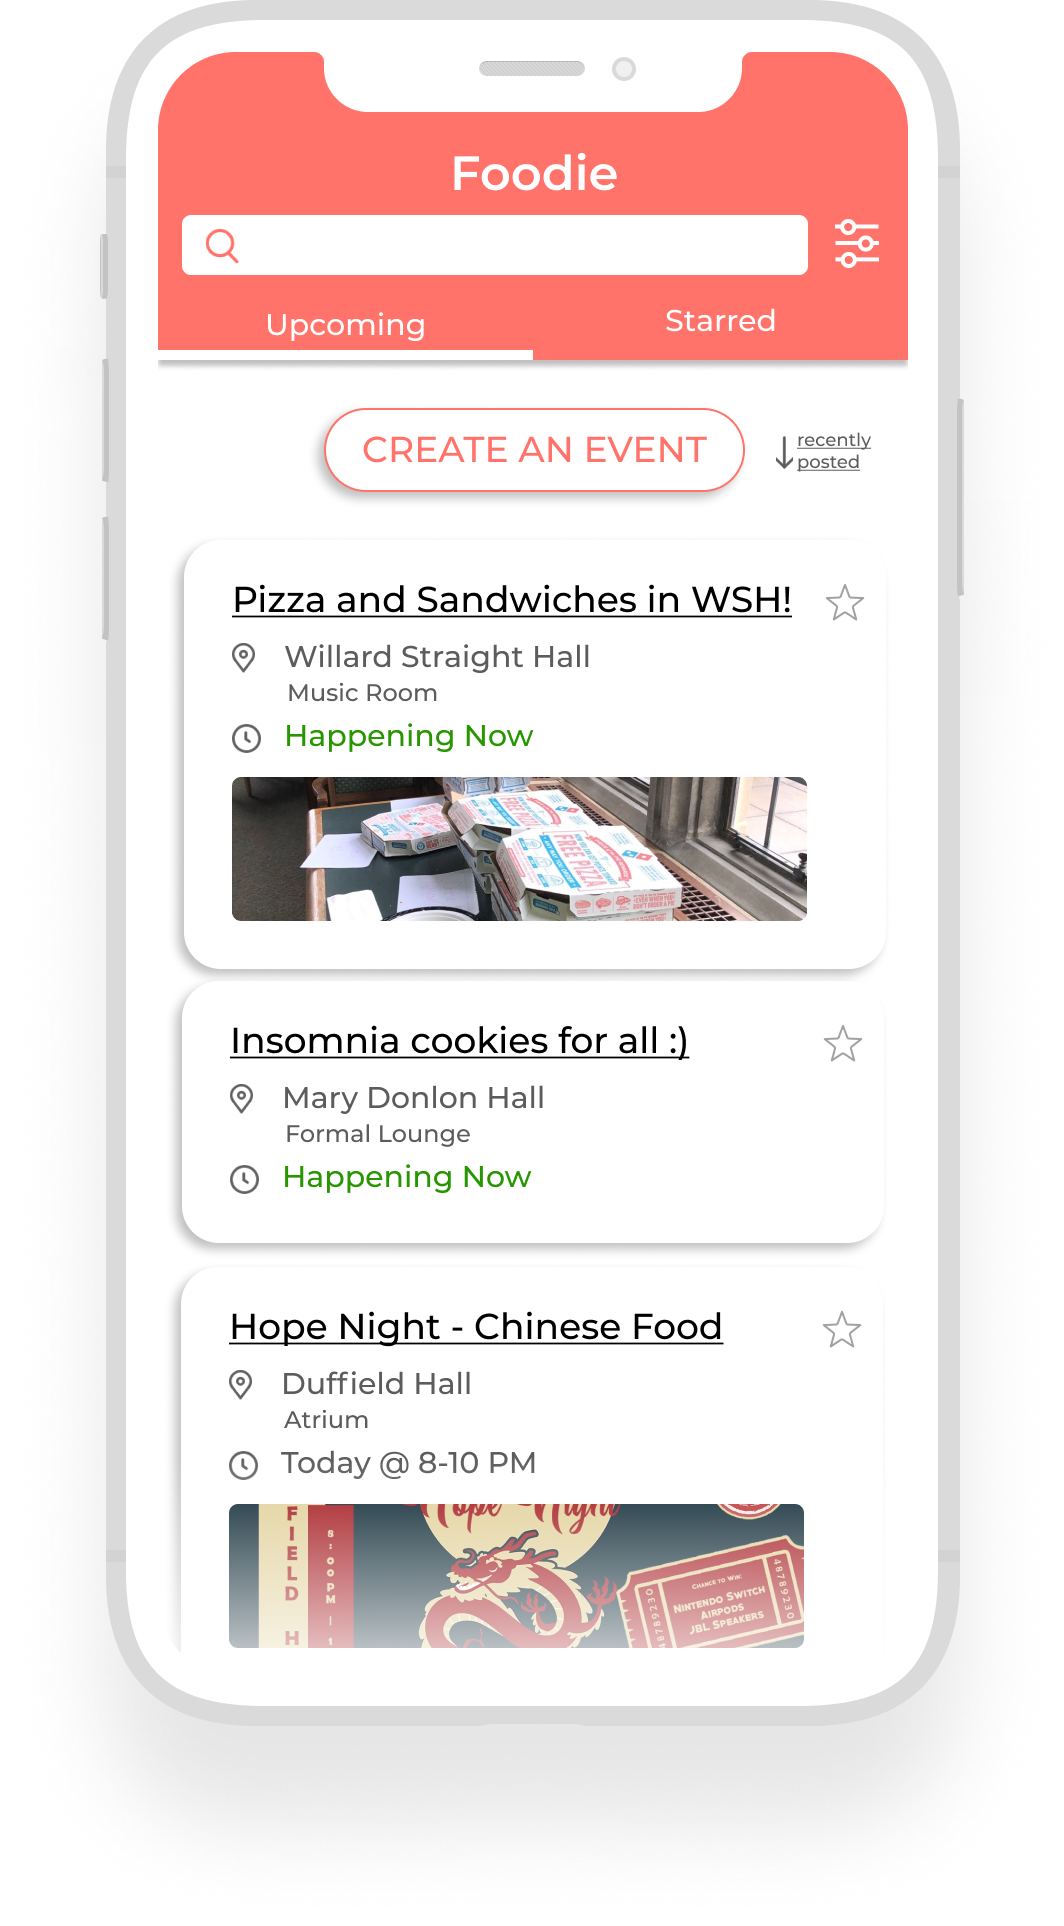 Foodie
Upcoming
Starred
CREATE AN EVENT
recently
posted
Pizza and Sandwiches in WSH!
Willard Straight Hall
Music Room
Happening Now
FREE PIZZA
FREE PIZZA
Insomnia cookies for all :)
Mary Donlon Hall
Formal Lounge
Happening Now
Hope Night - Chinese Food
Duffield Hall
Atrium
Today @ 8-10 PM
Hope Night
FIELD H
8:00PM |
CHANCE TO WIN:
NINTENDO SWITCH
AIRPODS
JBL SPEAKERS
48789230
48789230